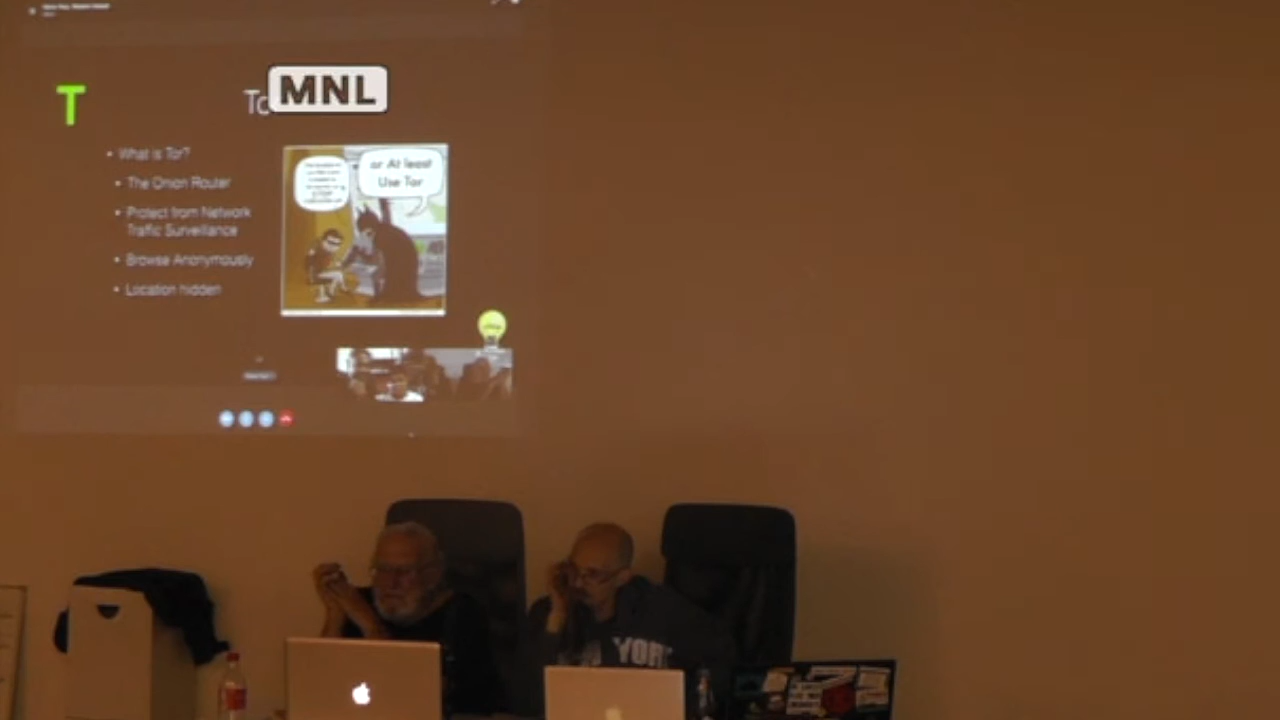 T
To
MNL
• What is Tor?
• The Onion Router
• Protect from Network
Traffic Surveillance
• Browse Anonymously
• Location hidden
or At least
Use Tor
YORK